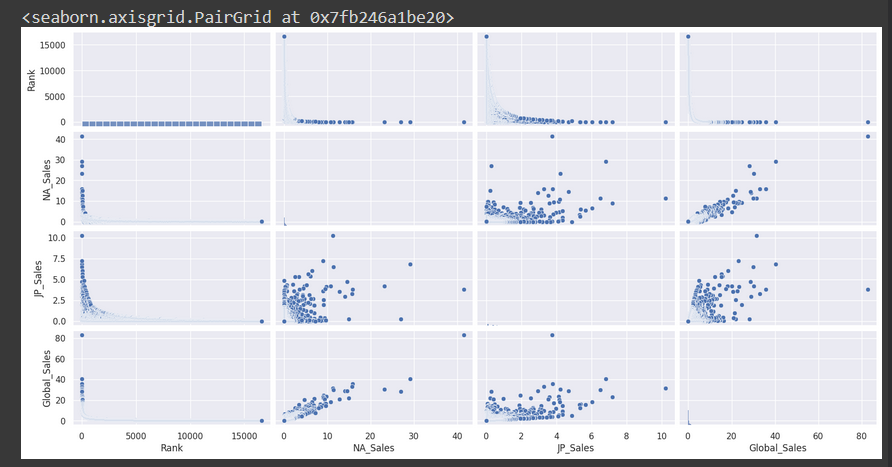 <seaborn.axisgrid.PairGrid at 0x7fb246a1be20>
15000
10000
5000
0
Rank
40
30
20
10
0
NA_Sales
10.0
7.5
5.0
2.5
0.0
JP_Sales
80
60
40
20
0
Global_Sales
0 5000 10000 15000
0 10 20 30 40
0 2 4 6 8 10
0 20 40 60 80
Rank NA_Sales JP_Sales Global_Sales